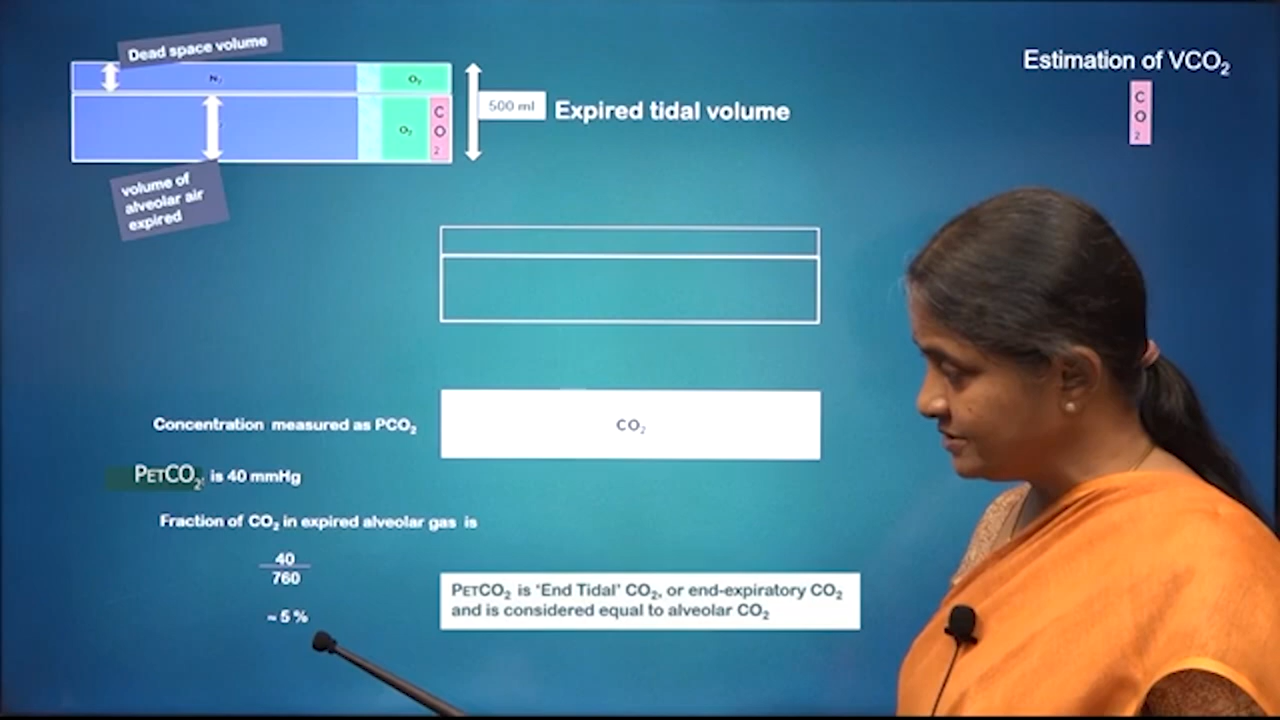 Dead space volume
Estimation of VCO₂
N₂
O₂
C
O
2
500 ml
Expired tidal volume
O₂
C
O
2
volume of
alveolar air
expired
Concentration measured as PCO₂
CO₂
PETCO₂ is 40 mmHg
Fraction of CO₂ in expired alveolar gas is
40
760
≈ 5 %
PETCO₂ is 'End Tidal' CO₂, or end-expiratory CO₂
and is considered equal to alveolar CO₂